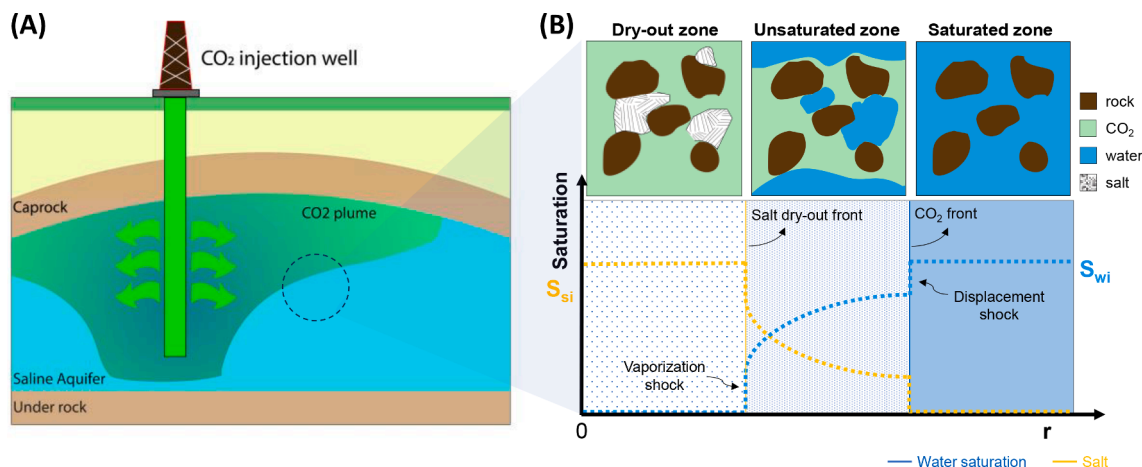 (A)
CO₂ injection well
Caprock
CO2 plume
Saline Aquifer
Under rock
(B)
Dry-out zone
Unsaturated zone
Saturated zone
rock
CO₂
water
salt
Saturation
Salt dry-out front
CO₂ front
S_si
S_wi
Displacement
shock
Vaporization
shock
0
r
Water saturation
Salt